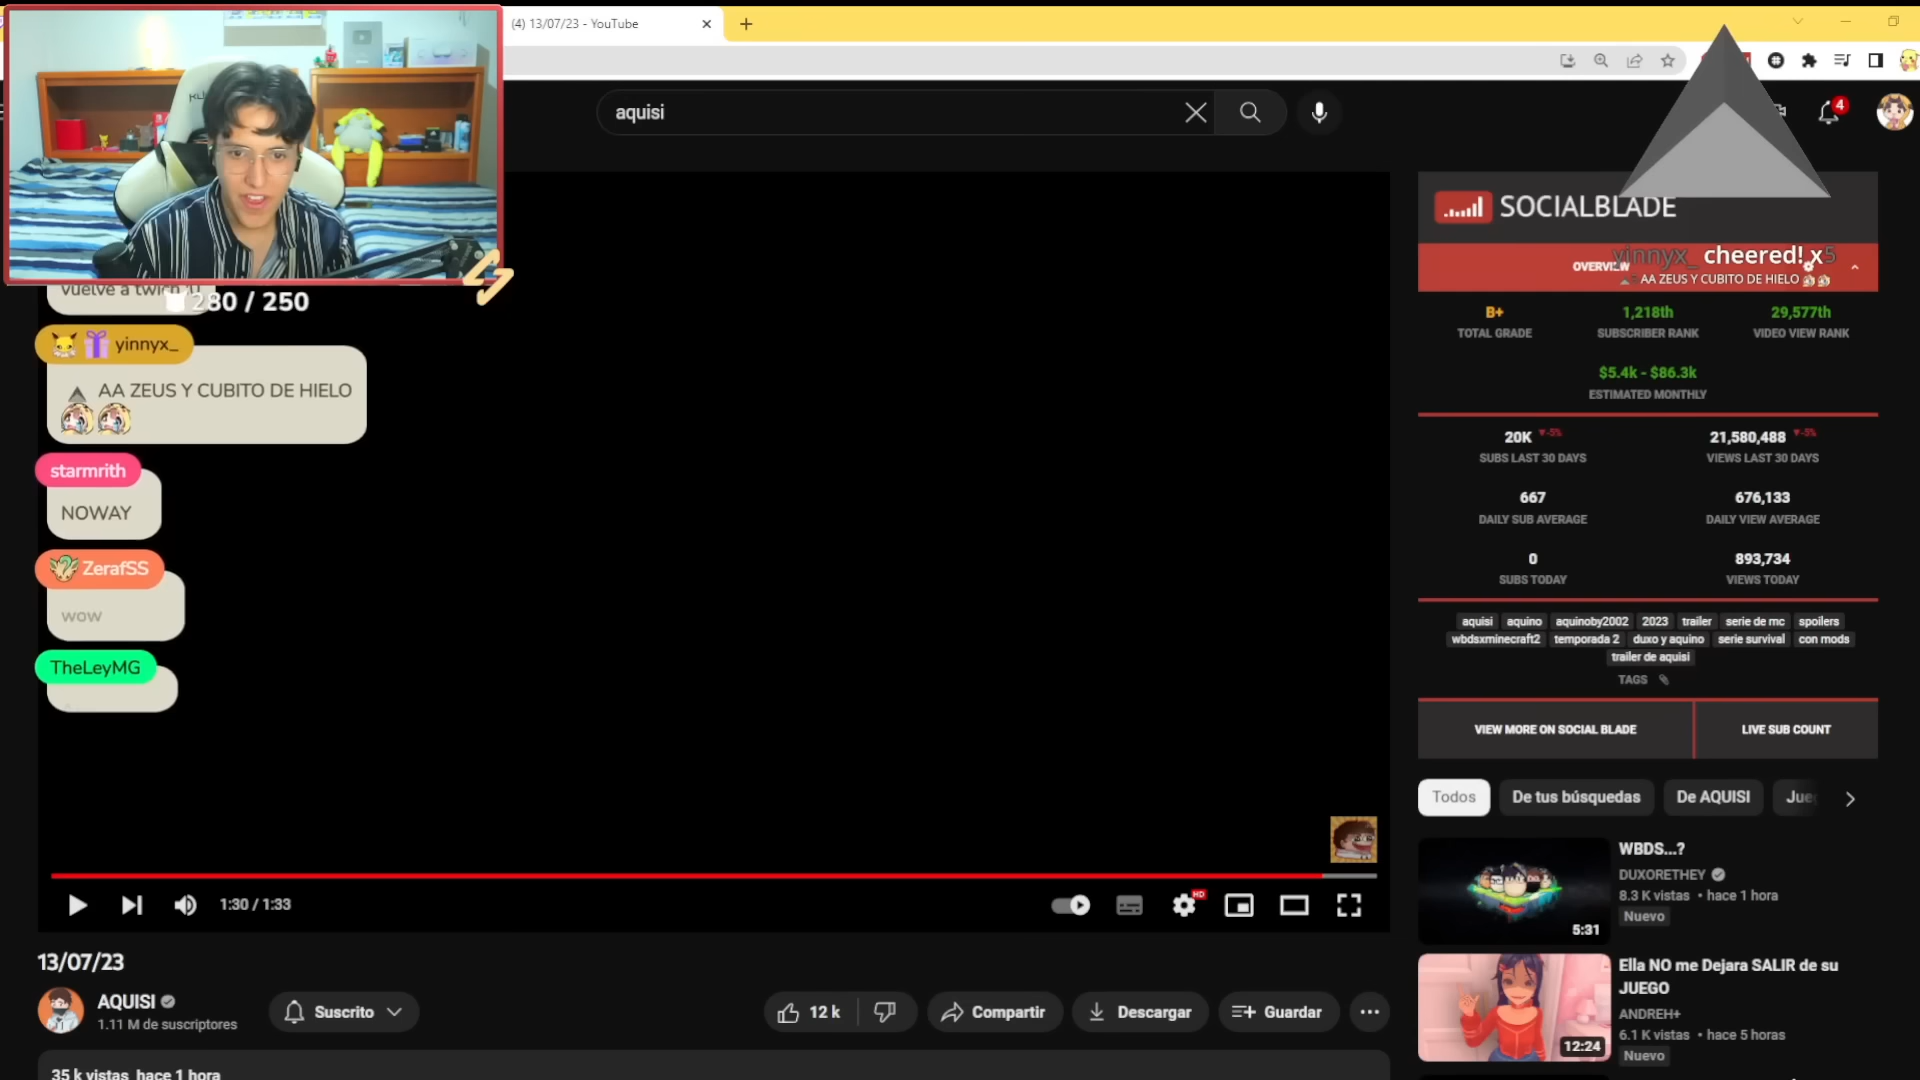 (4) 13/07/23 - YouTube
aquisi
4
SOCIALBLADE
yinnyx_ cheered! x5
OVERVIEW
AA ZEUS Y CUBITO DE HIELO
vuelve a twitch
280 / 250
yinnyx_
AA ZEUS Y CUBITO DE HIELO
starmrith
NOWAY
ZerafSS
wow
TheLeyMG
B+
TOTAL GRADE
1,218th
SUBSCRIBER RANK
29,577th
VIDEO VIEW RANK
$5.4k - $86.3k
ESTIMATED MONTHLY
20K -5%
SUBS LAST 30 DAYS
21,580,488 -5%
VIEWS LAST 30 DAYS
667
DAILY SUB AVERAGE
676,133
DAILY VIEW AVERAGE
0
SUBS TODAY
893,734
VIEWS TODAY
aquisi aquino aquinoby2002 2023 trailer serie de mc spoilers
wbdsxminecraft2 temporada 2 duxo y aquino serie survival con mods
trailer de aquisi
TAGS
VIEW MORE ON SOCIAL BLADE
LIVE SUB COUNT
Todos
De tus búsquedas
De AQUISI
Jue
WBDS...?
DUXORETHEY
8.3 K vistas • hace 1 hora
Nuevo
5:31
Ella NO me Dejara SALIR de su
JUEGO
ANDREH+
6.1 K vistas • hace 5 horas
Nuevo
12:24
1:30 / 1:33
HD
13/07/23
AQUISI
1.11 M de suscriptores
Suscrito
12 k
Compartir
Descargar
Guardar
35 k vistas hace 1 hora